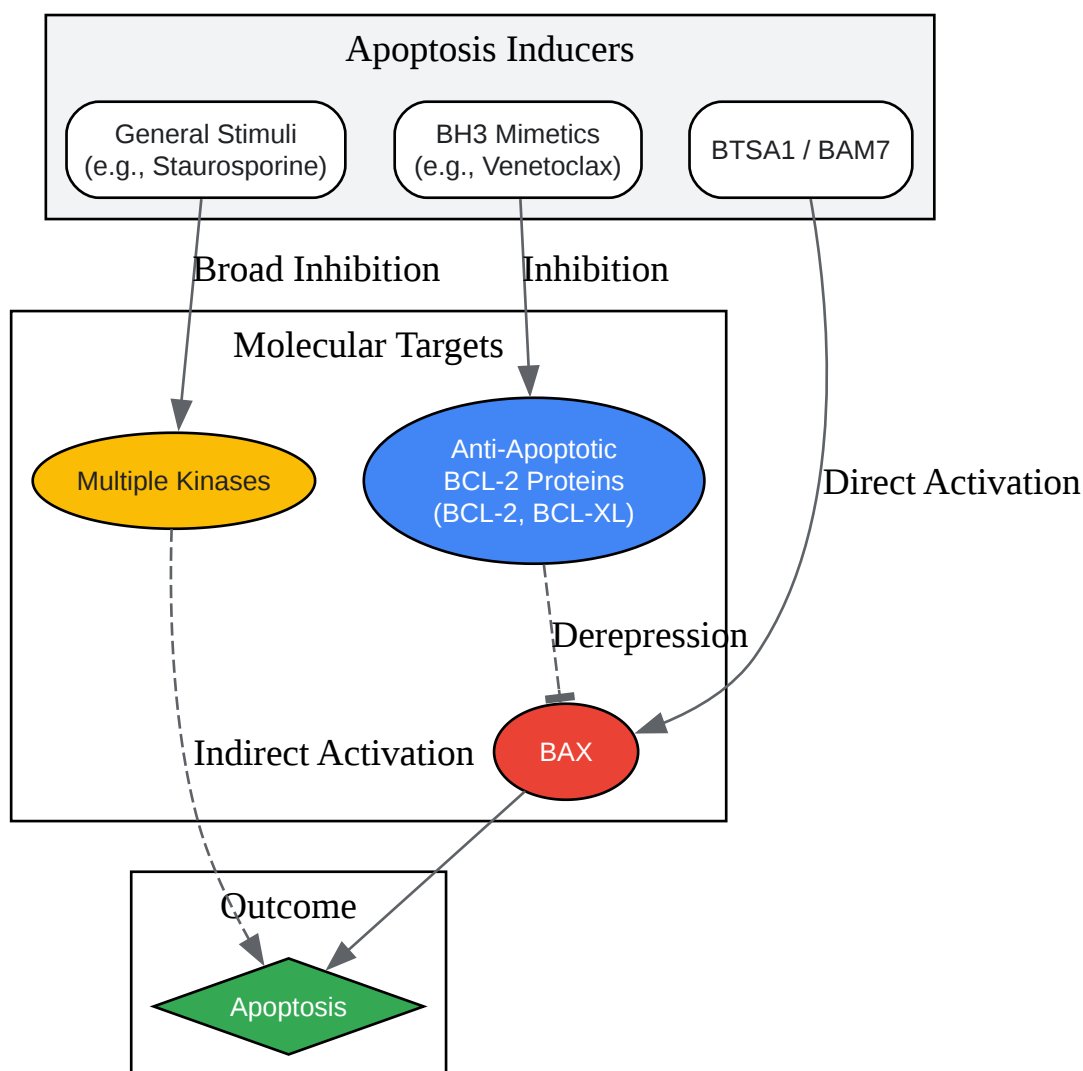 Apoptosis Inducers
General Stimuli
(e.g., Staurosporine)
BH3 Mimetics
(e.g., Venetoclax)
BTSA1 / BAM7
Broad Inhibition
Inhibition
Molecular Targets
Multiple Kinases
Anti-Apoptotic
BCL-2 Proteins
(BCL-2, BCL-XL)
Direct Activation
Derepression
Indirect Activation
BAX
Outcome
Apoptosis